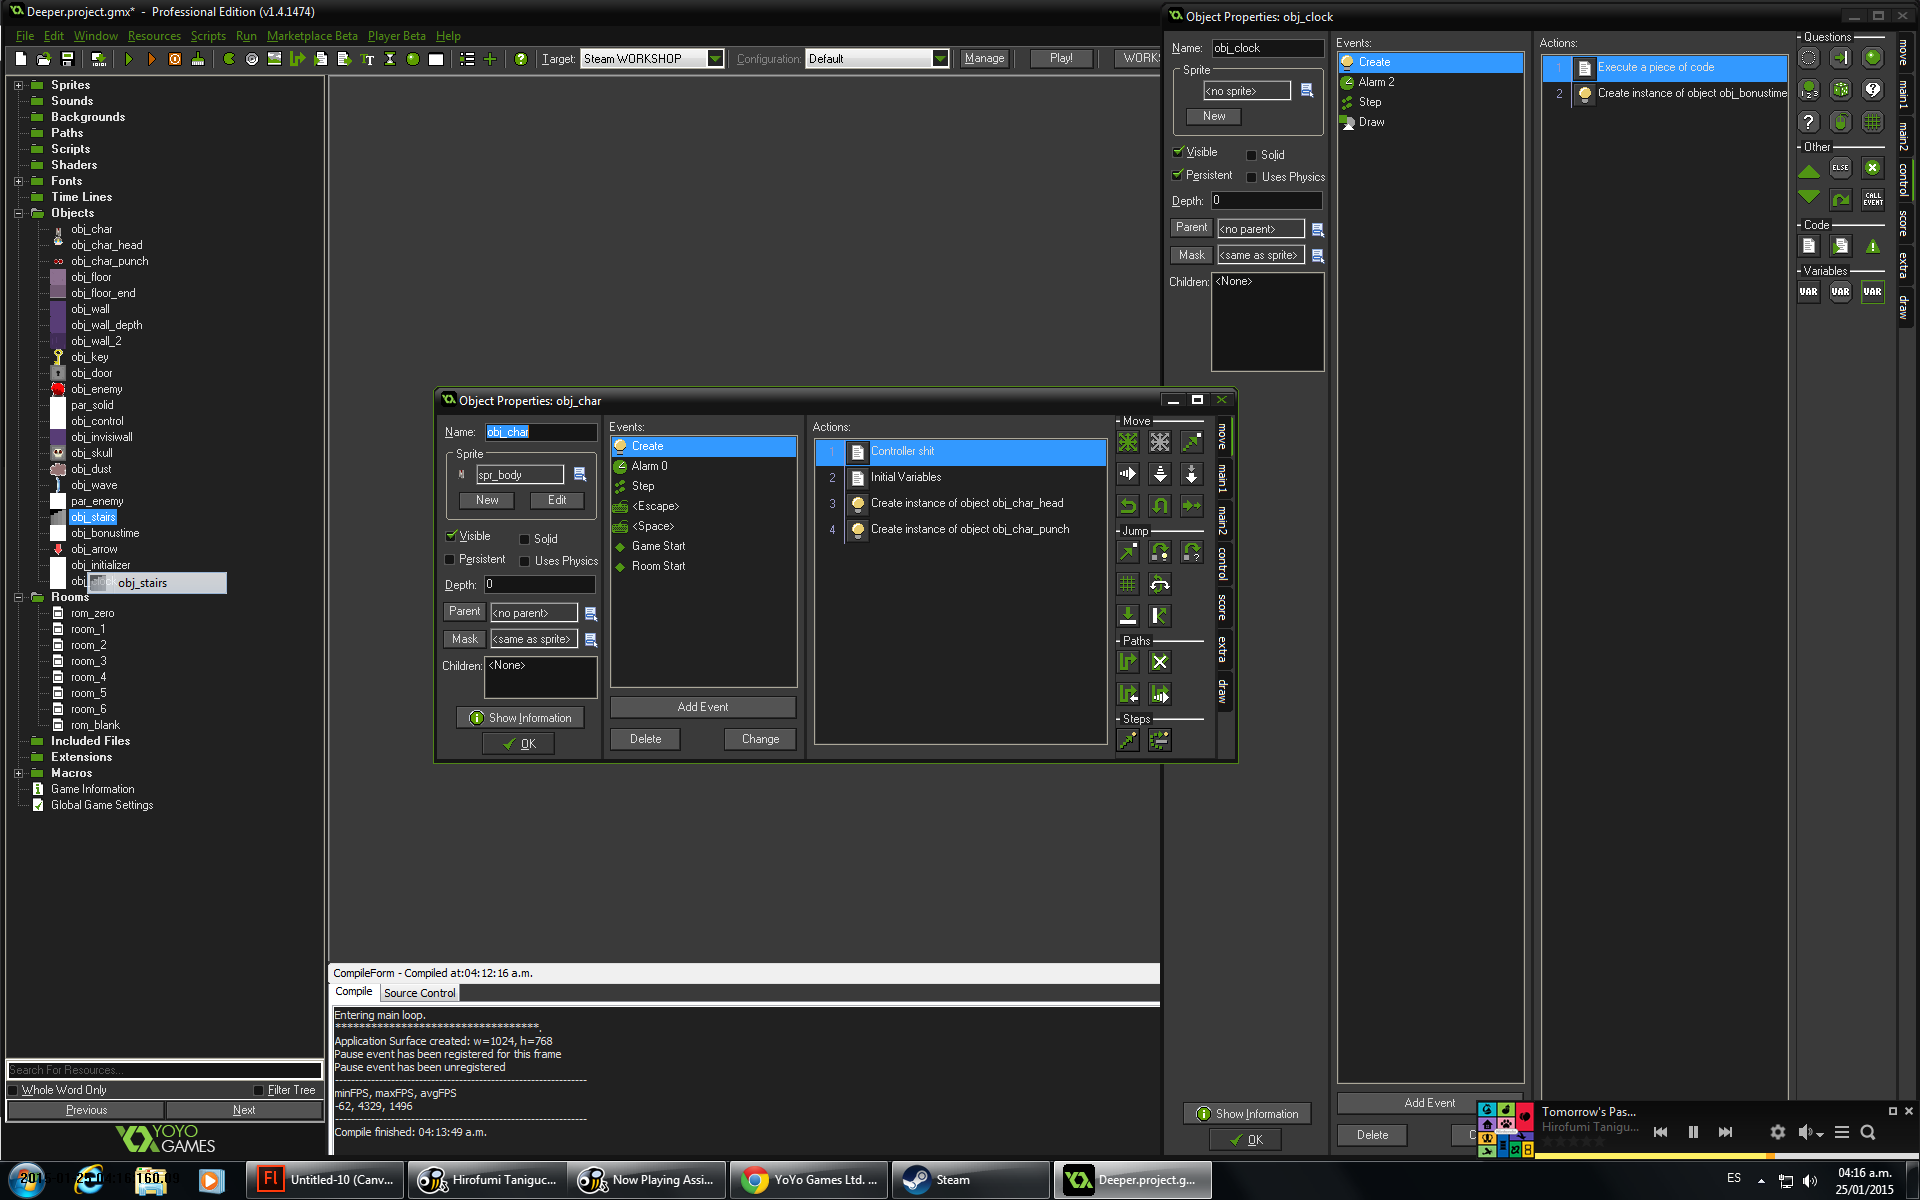 Deeper.project.gmx* - Professional Edition (v1.4.1474)
File Edit Window Resources Scripts Run Marketplace Beta Player Beta Help
Target: Steam WORKSHOP Configuration: Default Manage Play! WORKS
Sprites
Sounds
Backgrounds
Paths
Scripts
Shaders
Fonts
Time Lines
Objects
obj_char
obj_char_head
obj_char_punch
obj_floor
obj_floor_end
obj_wall
obj_wall_depth
obj_wall_2
obj_key
obj_door
obj_enemy
par_solid
obj_control
obj_invisiwall
obj_skull
obj_dust
obj_wave
par_enemy
obj_stairs
obj_bonustime
obj_arrow
obj_initializer
obj_stairs
Rooms
rom_zero
room_1
room_2
room_3
room_4
room_5
room_6
rom_blank
Included Files
Extensions
Macros
Game Information
Global Game Settings
Search For Resources...
Whole Word Only Filter Tree
Previous Next
YOYO
GAMES
Object Properties: obj_char
Name: obj_char
Sprite
spr_body
New Edit
Visible Solid
Persistent Uses Physics
Depth: 0
Parent <no parent>
Mask <same as sprite>
Children: <None>
Show Information
OK
Events:
Create
Alarm 0
Step
<Escape>
<Space>
Game Start
Room Start
Add Event
Delete Change
Actions:
1 Controller shit
2 Initial Variables
3 Create instance of object obj_char_head
4 Create instance of object obj_char_punch
Move
Jump
Paths
Steps
move
main1
main2
control
score
extra
draw
CompileForm - Compiled at:04:12:16 a.m.
Compile Source Control
Entering main loop.
**********************************.
Application Surface created: w=1024, h=768
Pause event has been registered for this frame
Pause event has been unregistered
minFPS, maxFPS, avgFPS
-62, 4329, 1496
Compile finished: 04:13:49 a.m.
Object Properties: obj_clock
Name: obj_clock
Sprite
<no sprite>
New
Visible Solid
Persistent Uses Physics
Depth: 0
Parent <no parent>
Mask <same as sprite>
Children: <None>
Show Information
OK
Events:
Create
Alarm 2
Step
Draw
Add Event
Delete C
Actions:
1 Execute a piece of code
2 Create instance of object obj_bonustime
Questions
Other
ELSE
CALL EVENT
Code
Variables
VAR VAR VAR
move
main1
main2
control
score
extra
draw
Tomorrow's Pas...
Hirofumi Tanigu...
Untitled-10 (Canv...
Hirofumi Taniguc...
Now Playing Assi...
YoYo Games Ltd. ...
Steam
Deeper.project.g...
ES
04:16 a.m.
25/01/2015